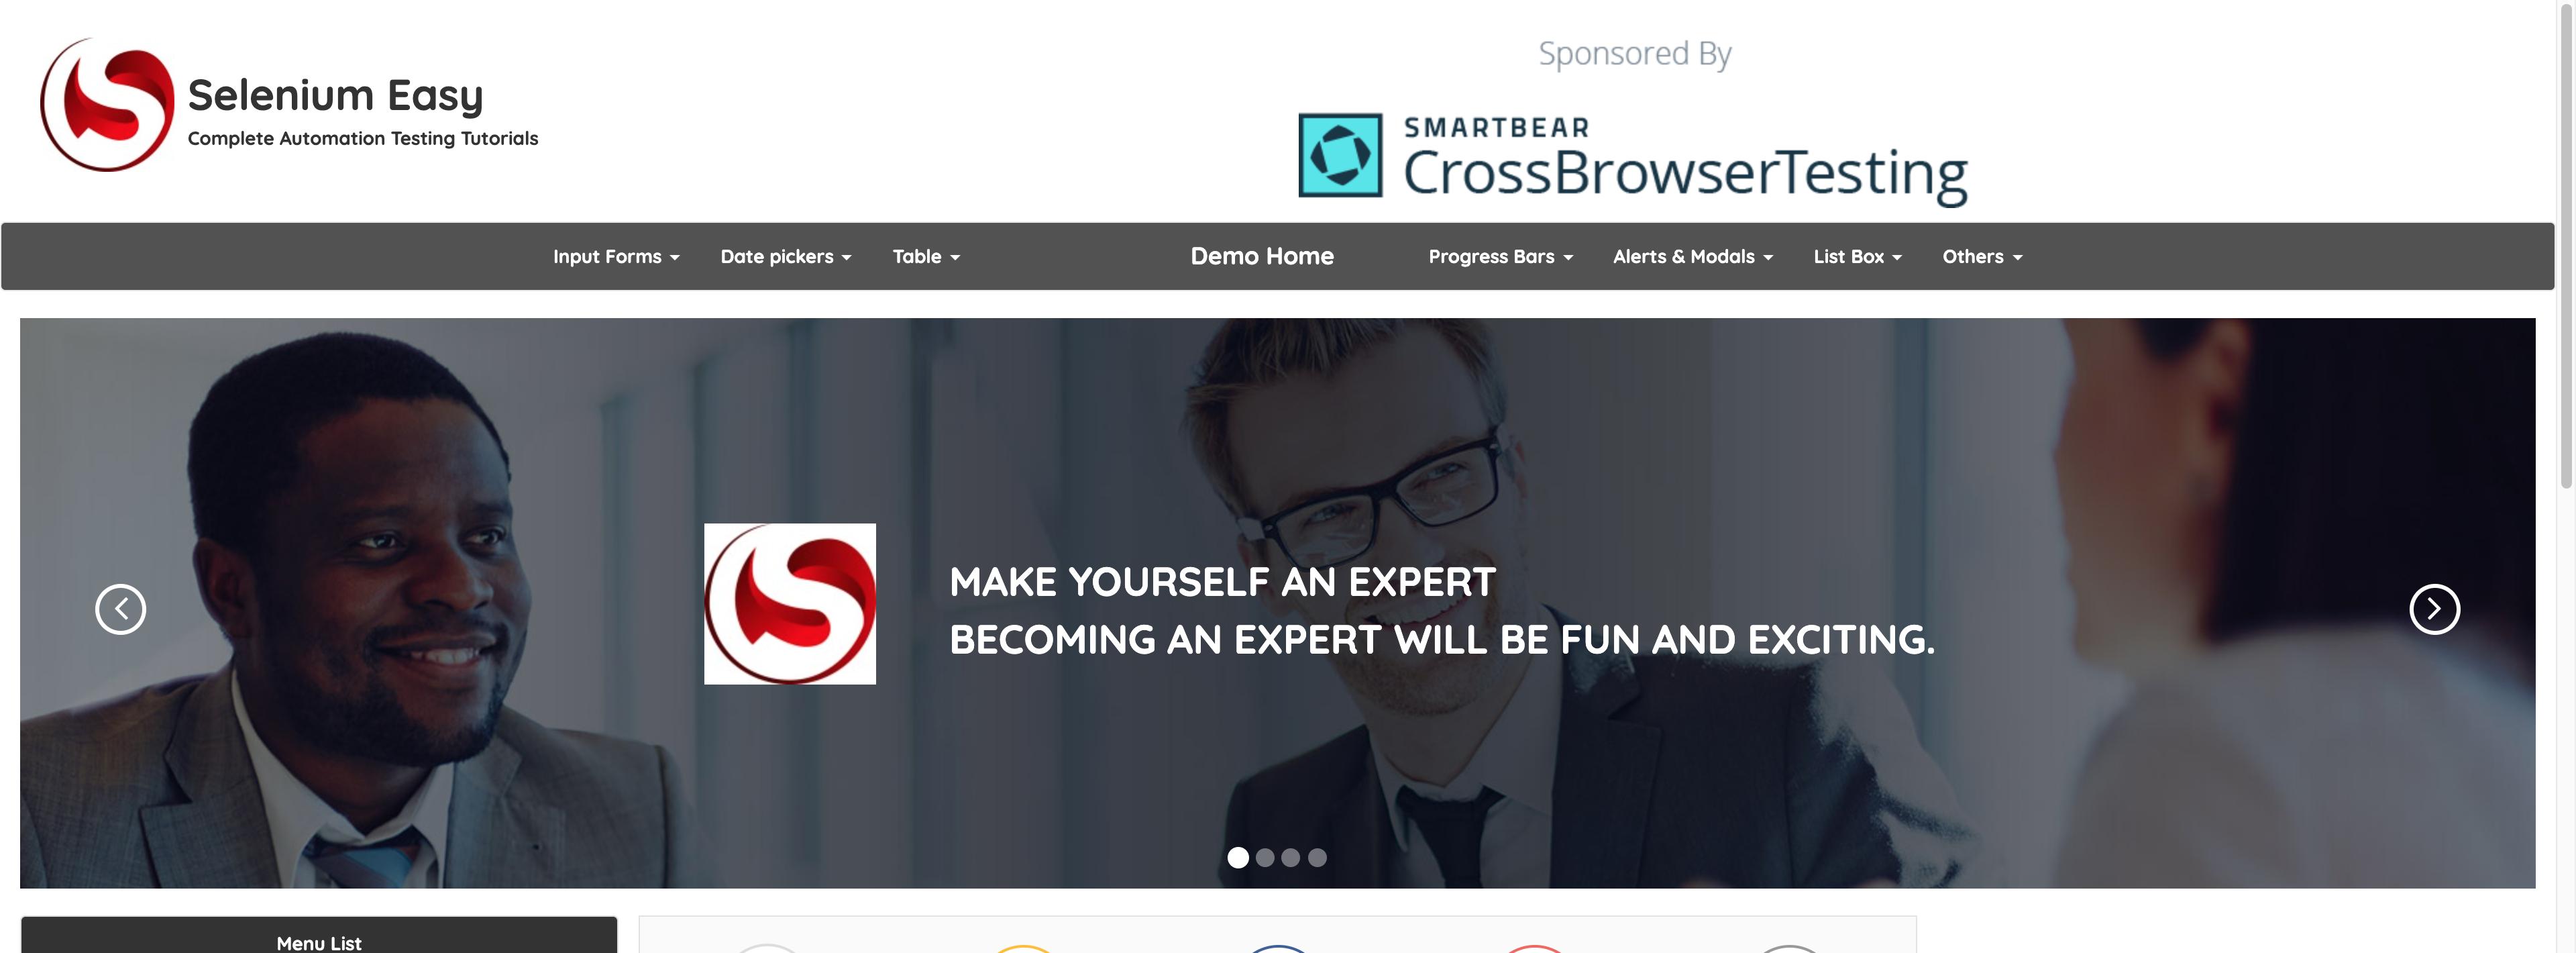 Selenium Easy
Complete Automation Testing Tutorials
Sponsored By
SMARTBEAR
CrossBrowserTesting
Input Forms
Date pickers
Table
Demo Home
Progress Bars
Alerts & Modals
List Box
Others
MAKE YOURSELF AN EXPERT
BECOMING AN EXPERT WILL BE FUN AND EXCITING.
Menu List